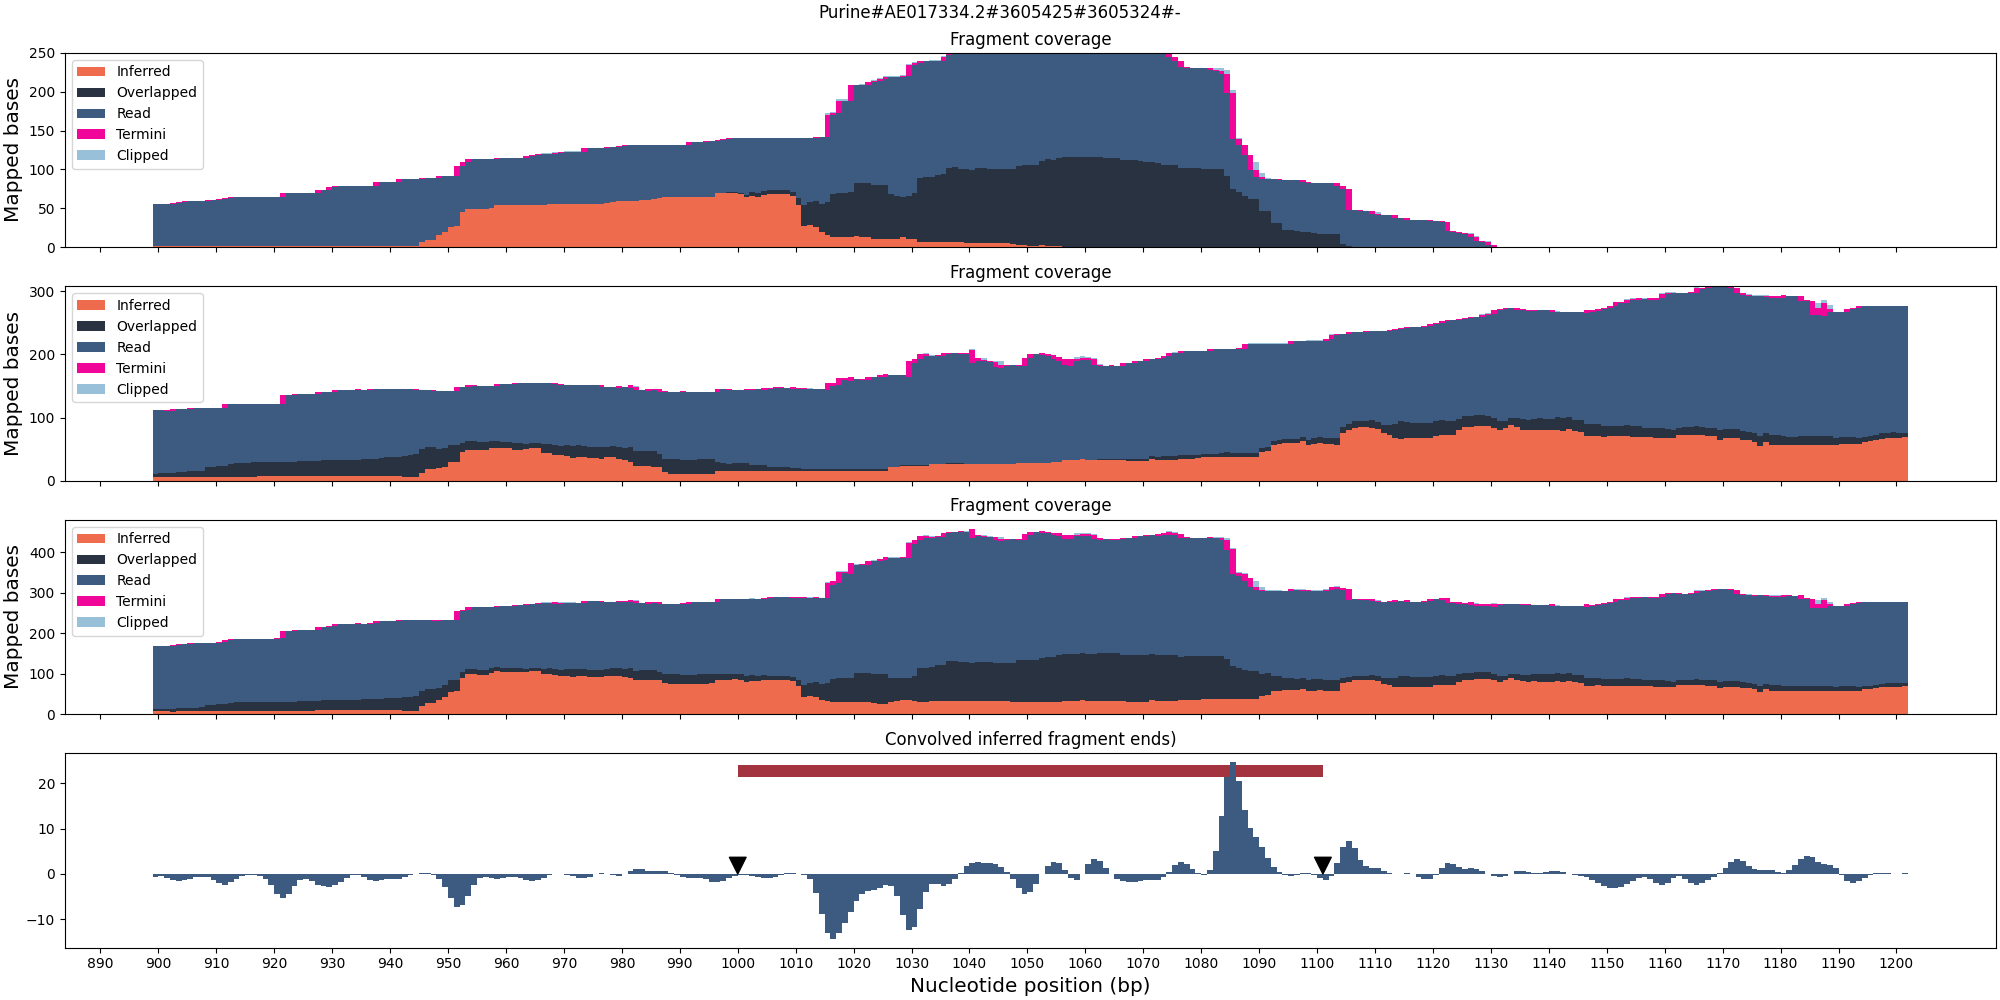 Purine#AE017334.2#3605425#3605324#-
Fragment coverage
Mapped bases
250
200
150
100
50
0
Inferred
Overlapped
Read
Termini
Clipped
Fragment coverage
Mapped bases
300
200
100
0
Inferred
Overlapped
Read
Termini
Clipped
Fragment coverage
Mapped bases
400
300
200
100
0
Inferred
Overlapped
Read
Termini
Clipped
Convolved inferred fragment ends)
20
10
0
−10
890 900 910 920 930 940 950 960 970 980 990 1000 1010 1020 1030 1040 1050 1060 1070 1080 1090 1100 1110 1120 1130 1140 1150 1160 1170 1180 1190 1200
Nucleotide position (bp)